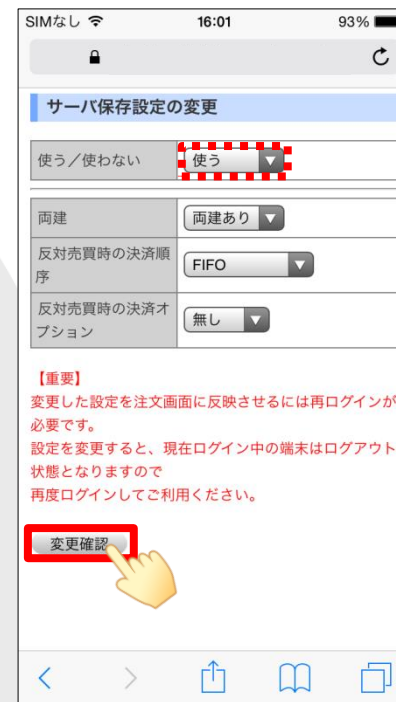 SIMなし 16:01 93%
サーバ保存設定の変更
使う／使わない 使う
両建 両建あり
反対売買時の決済順
序 FIFO
反対売買時の決済オ
プション 無し
【重要】
変更した設定を注文画面に反映させるには再ログインが
必要です。
設定を変更すると、現在ログイン中の端末はログアウト
状態となりますので
再度ログインしてご利用ください。
変更確認